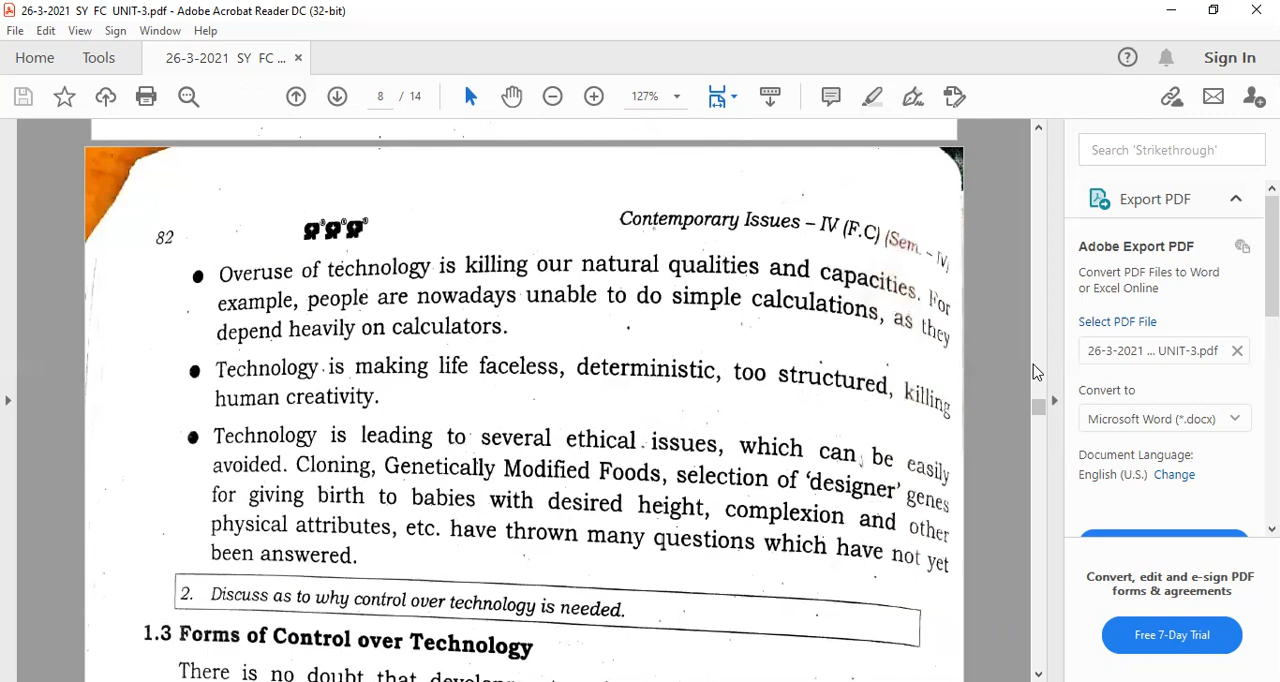 26-3-2021 SY FC UNIT-3.pdf - Adobe Acrobat Reader DC (32-bit)
File Edit View Sign Window Help
Home Tools 26-3-2021 SY FC ... × Sign In
8 / 14 127%
82 Contemporary Issues – IV (F.C) (Sem. – IV)
● Overuse of technology is killing our natural qualities and capacities. For
example, people are nowadays unable to do simple calculations, as they
depend heavily on calculators.
● Technology is making life faceless, deterministic, too structured, killing
human creativity.
● Technology is leading to several ethical issues, which can be easily
avoided. Cloning, Genetically Modified Foods, selection of 'designer' genes
for giving birth to babies with desired height, complexion and other
physical attributes, etc. have thrown many questions which have not yet
been answered.
2. Discuss as to why control over technology is needed.
1.3 Forms of Control over Technology
There is no doubt that
Search 'Strikethrough'
Export PDF
Adobe Export PDF
Convert PDF Files to Word
or Excel Online
Select PDF File
26-3-2021 ... UNIT-3.pdf
Convert to
Microsoft Word (*.docx)
Document Language:
English (U.S.) Change
Convert, edit and e-sign PDF
forms & agreements
Free 7-Day Trial